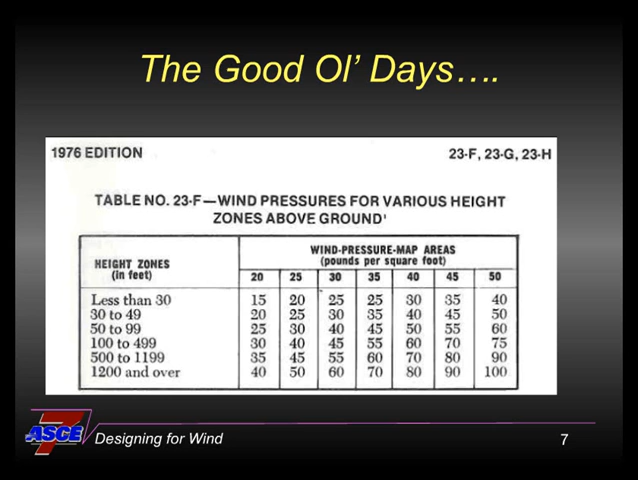 The Good Ol’ Days….
1976 EDITION 23-F, 23-G, 23-H
TABLE NO. 23-F—WIND PRESSURES FOR VARIOUS HEIGHT
ZONES ABOVE GROUND¹
HEIGHT ZONES
(in feet)
WIND-PRESSURE-MAP AREAS
(pounds per square foot)
20 25 30 35 40 45 50
Less than 30 15 20 25 25 30 35 40
30 to 49 20 25 30 35 40 45 50
50 to 99 25 30 40 45 50 55 60
100 to 499 30 40 45 55 60 70 75
500 to 1199 35 45 55 60 70 80 90
1200 and over 40 50 60 70 80 90 100
7
ASCE
Designing for Wind
7